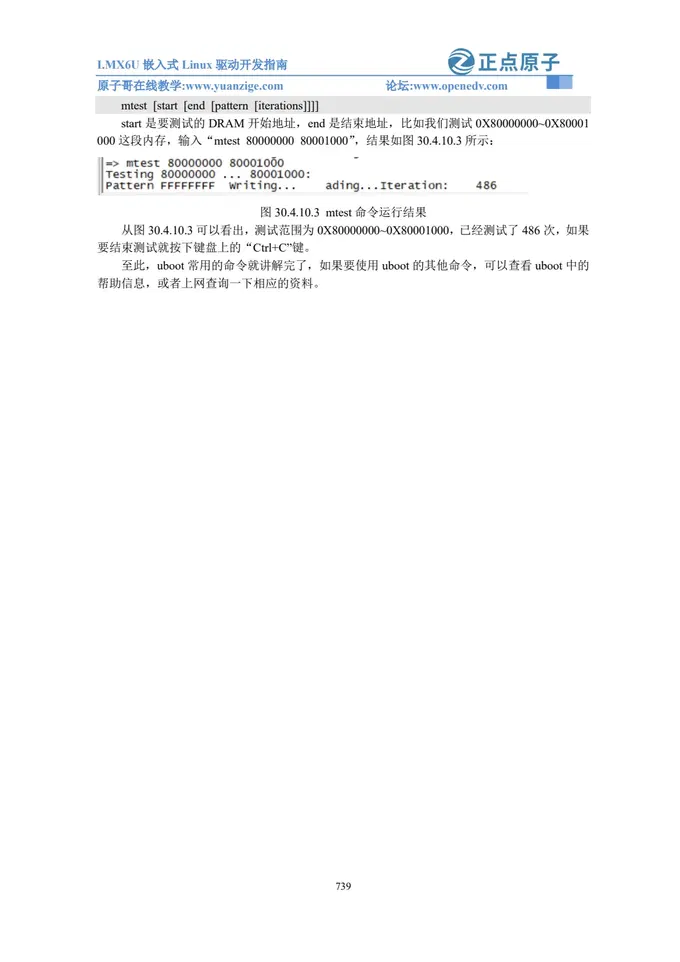 I.MX6U 嵌入式 Linux 驱动开发指南
正点原子
原子哥在线教学:www.yuanzige.com 论坛:www.openedv.com
mtest [start [end [pattern [iterations]]]]
start 是要测试的 DRAM 开始地址，end 是结束地址，比如我们测试 0X80000000~0X80001
000 这段内存，输入“mtest 80000000 80001000”，结果如图 30.4.10.3 所示：
=> mtest 80000000 80001000
Testing 80000000 ... 80001000:
Pattern FFFFFFFF Writing... ading...Iteration: 486
图 30.4.10.3 mtest 命令运行结果
从图 30.4.10.3 可以看出，测试范围为 0X80000000~0X80001000，已经测试了 486 次，如果
要结束测试就按下键盘上的“Ctrl+C”键。
至此，uboot 常用的命令就讲解完了，如果要使用 uboot 的其他命令，可以查看 uboot 中的
帮助信息，或者上网查询一下相应的资料。
739